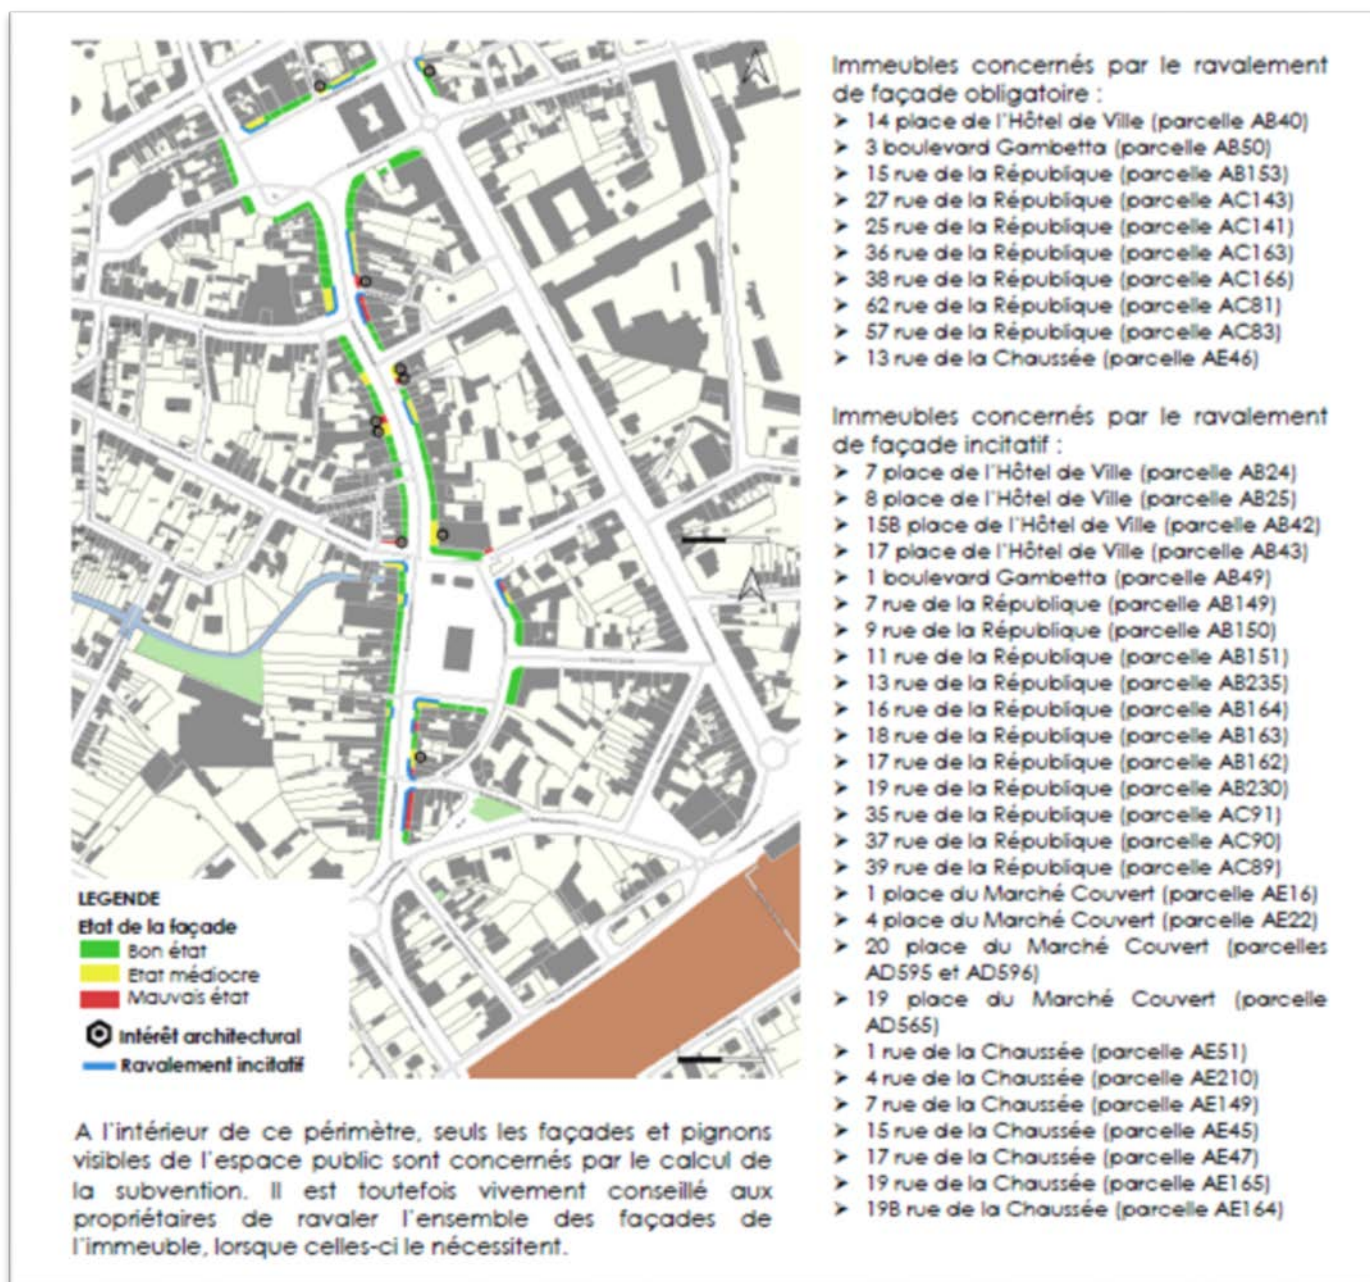 Immeubles concernés par le ravalement
de façade obligatoire :
➤ 14 place de l'Hôtel de Ville (parcelle AB40)
➤ 3 boulevard Gambetta (parcelle AB50)
➤ 15 rue de la République (parcelle AB153)
➤ 27 rue de la République (parcelle AC143)
➤ 25 rue de la République (parcelle AC141)
➤ 36 rue de la République (parcelle AC163)
➤ 38 rue de la République (parcelle AC166)
➤ 62 rue de la République (parcelle AC81)
➤ 57 rue de la République (parcelle AC83)
➤ 13 rue de la Chaussée (parcelle AE46)
Immeubles concernés par le ravalement
de façade incitatif :
➤ 7 place de l'Hôtel de Ville (parcelle AB24)
➤ 8 place de l'Hôtel de Ville (parcelle AB25)
➤ 15B place de l'Hôtel de Ville (parcelle AB42)
➤ 17 place de l'Hôtel de Ville (parcelle AB43)
➤ 1 boulevard Gambetta (parcelle AB49)
➤ 7 rue de la République (parcelle AB149)
➤ 9 rue de la République (parcelle AB150)
➤ 11 rue de la République (parcelle AB151)
➤ 13 rue de la République (parcelle AB235)
➤ 16 rue de la République (parcelle AB164)
➤ 18 rue de la République (parcelle AB163)
➤ 17 rue de la République (parcelle AB162)
➤ 19 rue de la République (parcelle AB230)
➤ 35 rue de la République (parcelle AC91)
➤ 37 rue de la République (parcelle AC90)
➤ 39 rue de la République (parcelle AC89)
➤ 1 place du Marché Couvert (parcelle AE16)
➤ 4 place du Marché Couvert (parcelle AE22)
➤ 20 place du Marché Couvert (parcelles
AD595 et AD596)
➤ 19 place du Marché Couvert (parcelle
AD565)
➤ 1 rue de la Chaussée (parcelle AE51)
➤ 4 rue de la Chaussée (parcelle AE210)
➤ 7 rue de la Chaussée (parcelle AE149)
➤ 15 rue de la Chaussée (parcelle AE45)
➤ 17 rue de la Chaussée (parcelle AE47)
➤ 19 rue de la Chaussée (parcelle AE165)
➤ 19B rue de la Chaussée (parcelle AE164)
LEGENDE
Etat de la façade
Bon état
Etat médiocre
Mauvais état
Intérêt architectural
Ravalement incitatif
A l'intérieur de ce périmètre, seuls les façades et pignons
visibles de l'espace public sont concernés par le calcul de
la subvention. Il est toutefois vivement conseillé aux
propriétaires de ravaler l'ensemble des façades de
l'immeuble, lorsque celles-ci le nécessitent.